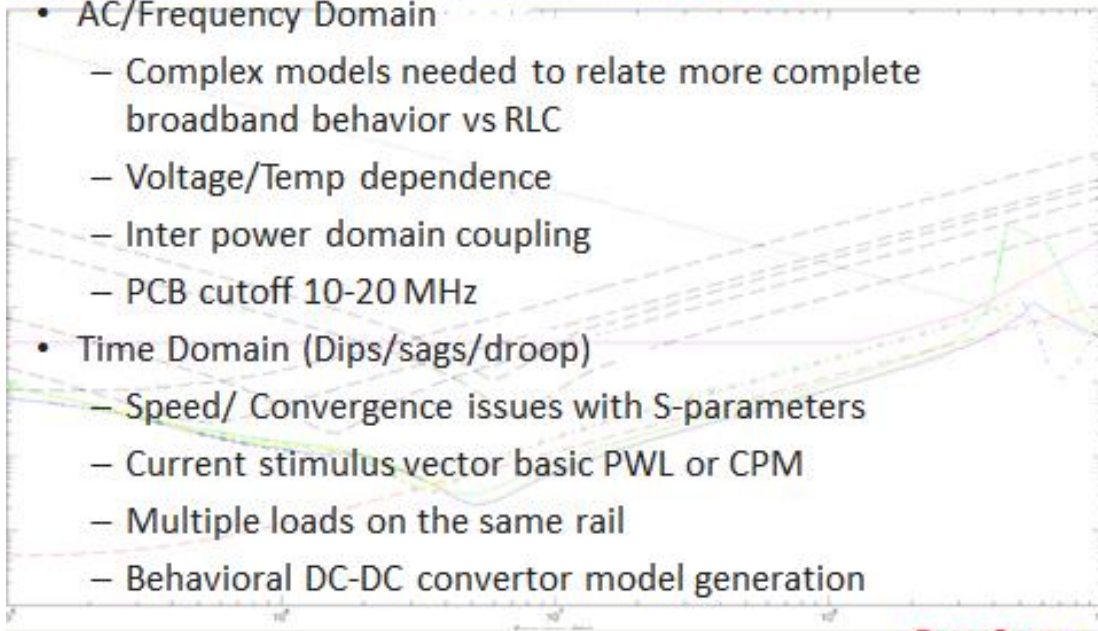 • AC/Frequency Domain
– Complex models needed to relate more complete
broadband behavior vs RLC
– Voltage/Temp dependence
– Inter power domain coupling
– PCB cutoff 10-20 MHz
• Time Domain (Dips/sags/droop)
– Speed/ Convergence issues with S-parameters
– Current stimulus vector basic PWL or CPM
– Multiple loads on the same rail
– Behavioral DC-DC convertor model generation